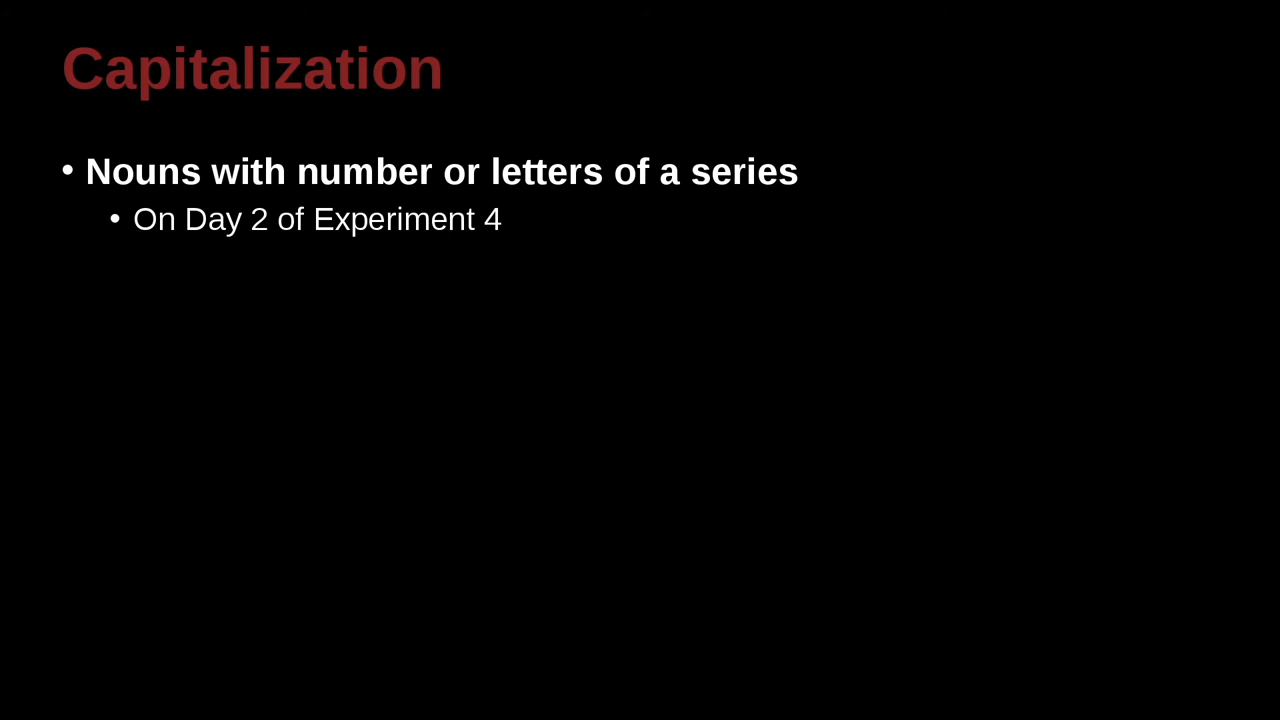 Capitalization
• Nouns with number or letters of a series
• On Day 2 of Experiment 4